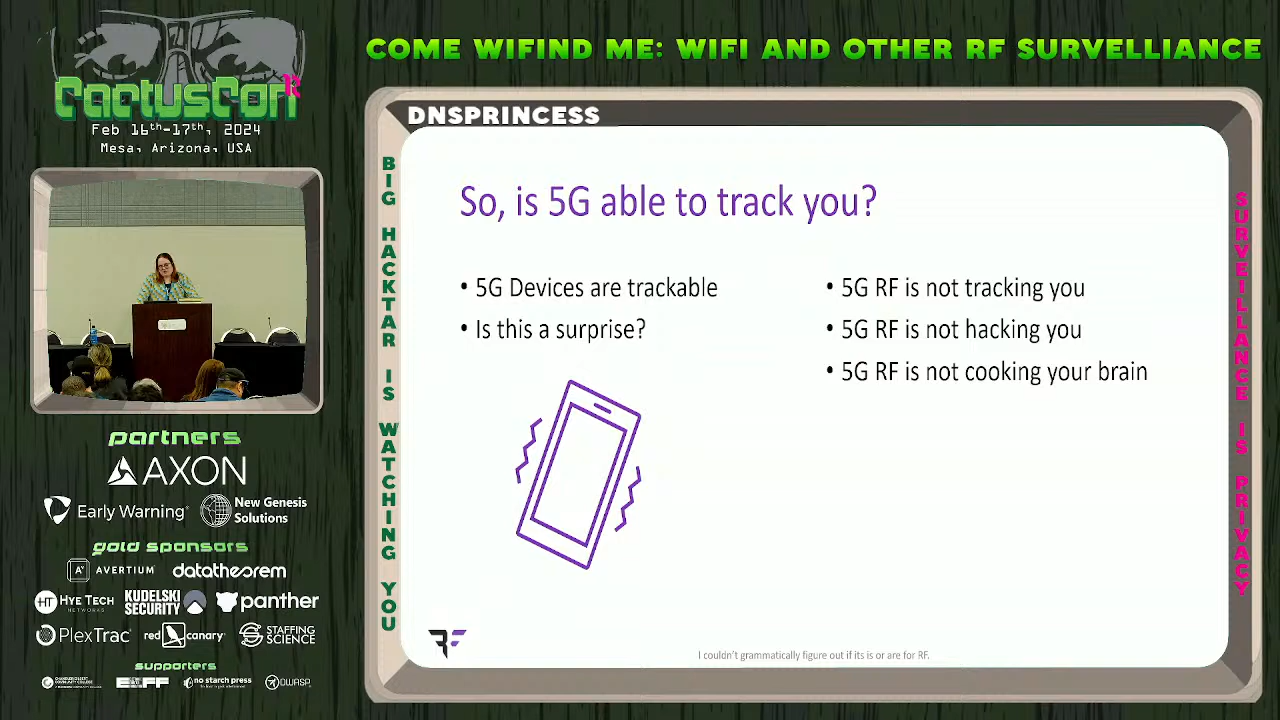 CactusCon
12
Feb 16th-17th, 2024
Mesa, Arizona, USA
partners
AXON
Early Warning
New Genesis
Solutions
gold sponsors
A+
AVERTIUM
datatheorem
HT
HYE TECH
NETWORKS
KUDELSKI
SECURITY
panther
PlexTrac
red canary
STAFFING
SCIENCE
supporters
EFF
no starch press
OWASP
COME WIFIND ME: WIFI AND OTHER RF SURVELLIANCE
DNSPRINCESS
BIG HACKTAR IS WATCHING YOU
So, is 5G able to track you?
• 5G Devices are trackable
• Is this a surprise?
• 5G RF is not tracking you
• 5G RF is not hacking you
• 5G RF is not cooking your brain
RF
I couldn't grammatically figure out if its is or are for RF.
SURVEILLANCE IS PRIVACY